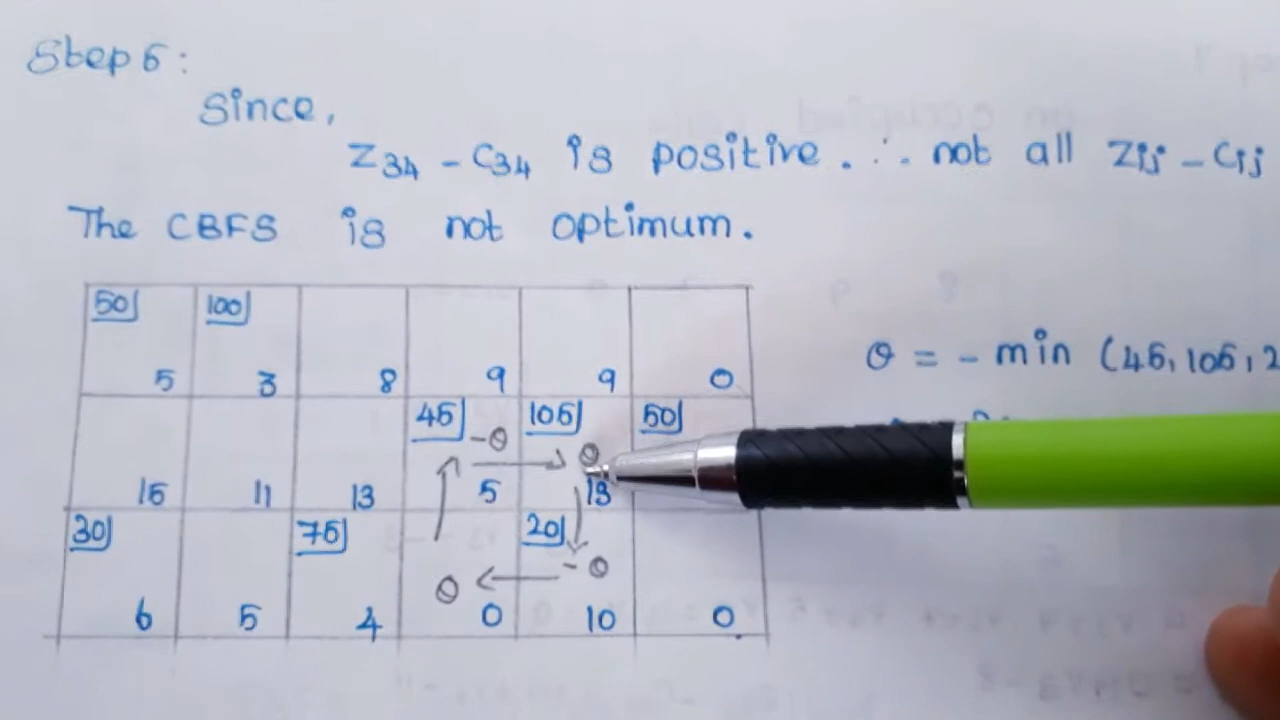 Step 6:
Since,
Z34 - C34 is positive. ∴ not all Zij - Cij
The CBFS is not optimum.
50 100
5 3 8 9 9 0
θ = - min (45, 105, 2
45 105 50
-θ θ
15 11 13 5 13
30 75 20
θ -θ
6 5 4 0 10 0